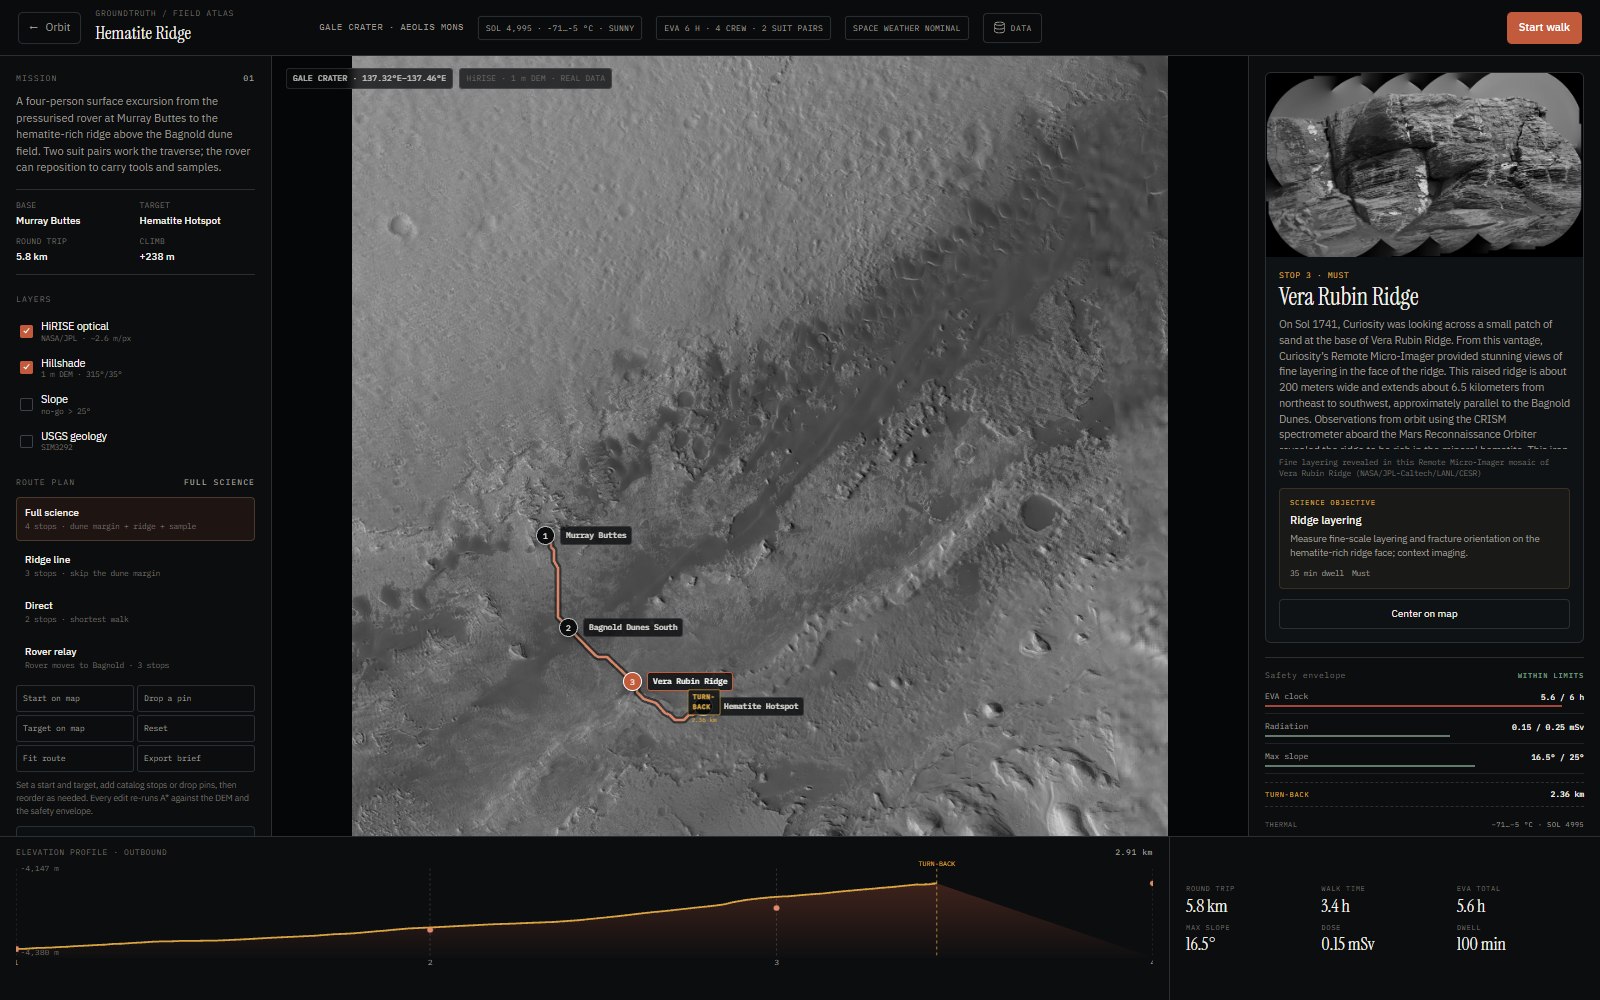 ← Orbit
GROUNDTRUTH / FIELD ATLAS
Hematite Ridge
GALE CRATER · AEOLIS MONS
SOL 4,995 · -71…-5 °C · SUNNY
EVA 6 H · 4 CREW · 2 SUIT PAIRS
SPACE WEATHER NOMINAL
DATA
Start walk
MISSION
01
A four-person surface excursion from the
pressurised rover at Murray Buttes to the
hematite-rich ridge above the Bagnold dune
field. Two suit pairs work the traverse; the rover
can reposition to carry tools and samples.
BASE
Murray Buttes
TARGET
Hematite Hotspot
ROUND TRIP
5.8 km
CLIMB
+238 m
LAYERS
HiRISE optical
NASA/JPL · ~2.6 m/px
Hillshade
1 m DEM · 315°/35°
Slope
no-go > 25°
USGS geology
SIM3292
ROUTE PLAN
FULL SCIENCE
Full science
4 stops · dune margin + ridge + sample
Ridge line
3 stops · skip the dune margin
Direct
2 stops · shortest walk
Rover relay
Rover moves to Bagnold · 3 stops
Start on map
Drop a pin
Target on map
Reset
Fit route
Export brief
Set a start and target, add catalog stops or drop pins, then
reorder as needed. Every edit re-runs A* against the DEM and
the safety envelope.
GALE CRATER · 137.32°E–137.46°E
HiRISE · 1 m DEM · REAL DATA
1
Murray Buttes
2
Bagnold Dunes South
3
Vera Rubin Ridge
TURN-
BACK
2.36 km
Hematite Hotspot
STOP 3 · MUST
Vera Rubin Ridge
On Sol 1741, Curiosity was looking across a small patch of
sand at the base of Vera Rubin Ridge. From this vantage,
Curiosity's Remote Micro-Imager provided stunning views of
fine layering in the face of the ridge. This raised ridge is about
200 meters wide and extends about 6.5 kilometers from
northeast to southwest, approximately parallel to the Bagnold
Dunes. Observations from orbit using the CRISM
spectrometer aboard the Mars Reconnaissance Orbiter
revealed the ridge to be rich in the mineral hematite. This iron
Fine layering revealed in this Remote Micro-Imager mosaic of
Vera Rubin Ridge (NASA/JPL-Caltech/LANL/CESR)
SCIENCE OBJECTIVE
Ridge layering
Measure fine-scale layering and fracture orientation on the
hematite-rich ridge face; context imaging.
35 min dwell Must
Center on map
Safety envelope
WITHIN LIMITS
EVA clock
5.6 / 6 h
Radiation
0.15 / 0.25 mSv
Max slope
16.5° / 25°
TURN-BACK
2.36 km
THERMAL
-71…-5 °C · SOL 4995
ELEVATION PROFILE · OUTBOUND
2.91 km
-4,147 m
TURN-BACK
-4,380 m
1
2
3
4
ROUND TRIP
5.8 km
WALK TIME
3.4 h
EVA TOTAL
5.6 h
MAX SLOPE
16.5°
DOSE
0.15 mSv
DWELL
100 min